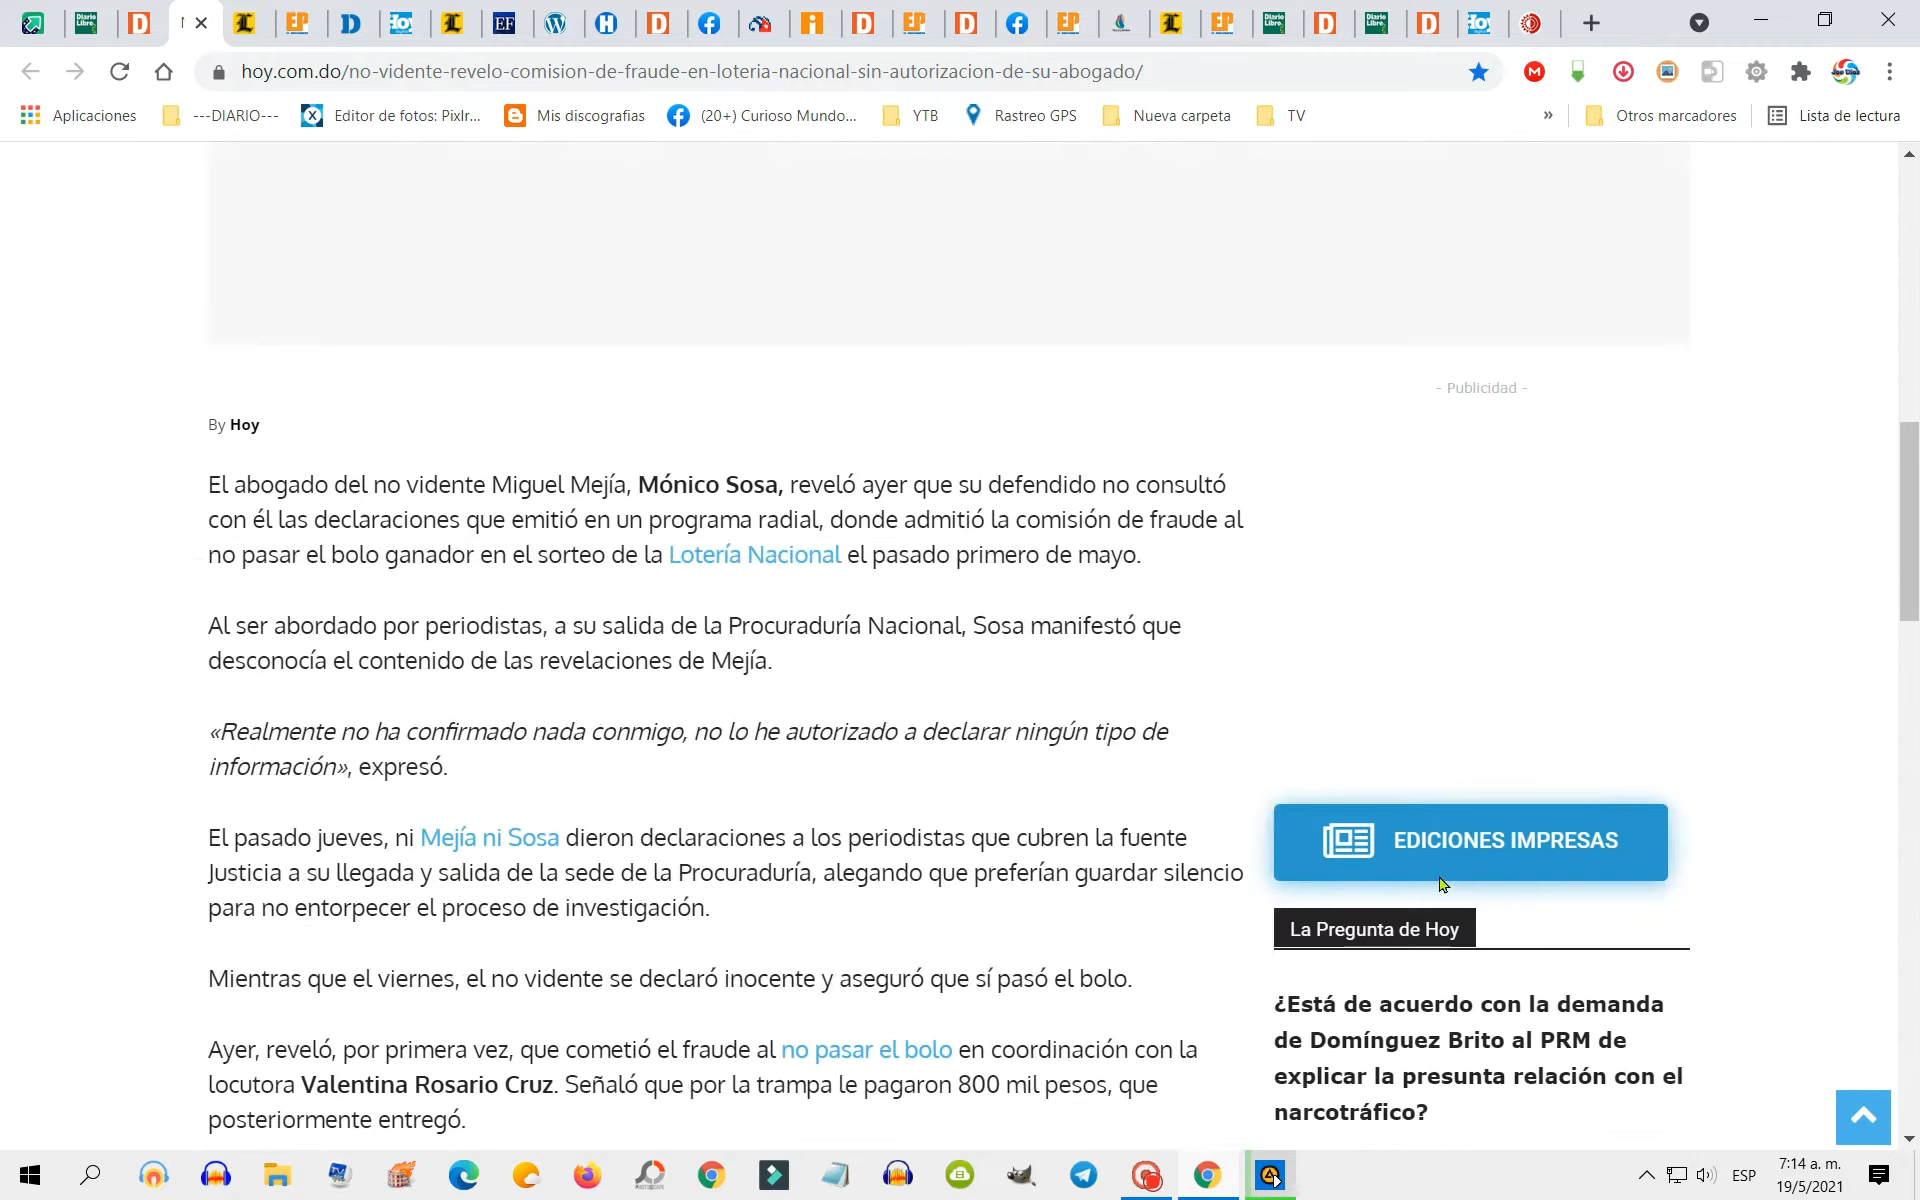 hoy.com.do/no-vidente-revelo-comision-de-fraude-en-loteria-nacional-sin-autorizacion-de-su-abogado/
Aplicaciones ---DIARIO--- Editor de fotos: Pixlr... Mis discografias (20+) Curioso Mundo... YTB Rastreo GPS Nueva carpeta TV » Otros marcadores Lista de lectura
- Publicidad -
By Hoy
El abogado del no vidente Miguel Mejía, Mónico Sosa, reveló ayer que su defendido no consultó
con él las declaraciones que emitió en un programa radial, donde admitió la comisión de fraude al
no pasar el bolo ganador en el sorteo de la Lotería Nacional el pasado primero de mayo.
Al ser abordado por periodistas, a su salida de la Procuraduría Nacional, Sosa manifestó que
desconocía el contenido de las revelaciones de Mejía.
«Realmente no ha confirmado nada conmigo, no lo he autorizado a declarar ningún tipo de
información», expresó.
El pasado jueves, ni Mejía ni Sosa dieron declaraciones a los periodistas que cubren la fuente
Justicia a su llegada y salida de la sede de la Procuraduría, alegando que preferían guardar silencio
para no entorpecer el proceso de investigación.
Mientras que el viernes, el no vidente se declaró inocente y aseguró que sí pasó el bolo.
Ayer, reveló, por primera vez, que cometió el fraude al no pasar el bolo en coordinación con la
locutora Valentina Rosario Cruz. Señaló que por la trampa le pagaron 800 mil pesos, que
posteriormente entregó.
EDICIONES IMPRESAS
La Pregunta de Hoy
¿Está de acuerdo con la demanda
de Domínguez Brito al PRM de
explicar la presunta relación con el
narcotráfico?
ESP
7:14 a. m.
19/5/2021